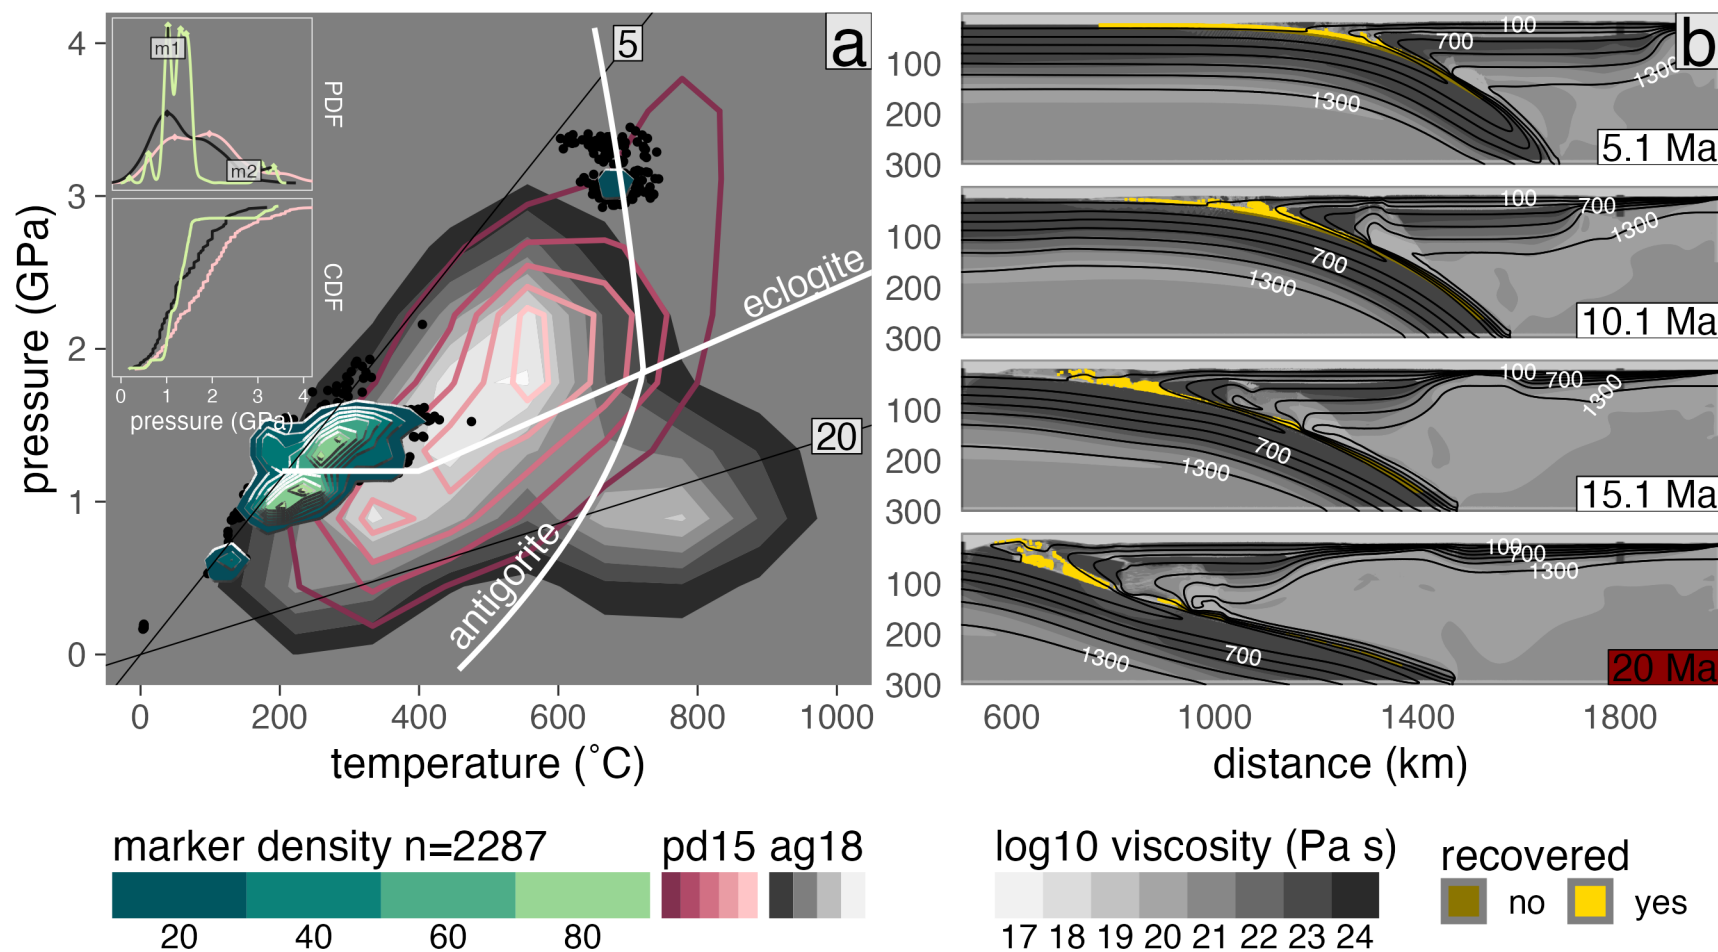 a
4
3
2
1
0
pressure (GPa)
0
200
400
600
800
1000
temperature (˚C)
5
20
eclogite
antigorite
m1
m2
PDF
CDF
0
1
2
3
4
pressure (GPa)
b
100
200
300
100
700
1300
1300
5.1 Ma
100
200
300
100
700
1300
700
1300
10.1 Ma
100
200
300
100
700
1300
700
1300
15.1 Ma
100
200
300
100
700
1300
700
1300
20 Ma
600
1000
1400
1800
distance (km)
marker density n=2287
20
40
60
80
pd15
ag18
log10 viscosity (Pa s)
17 18 19 20 21 22 23 24
recovered
no
yes